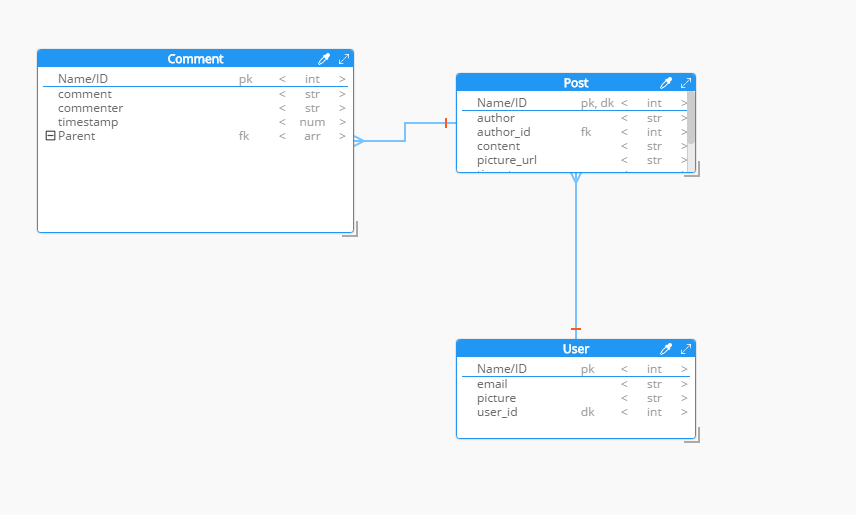 Comment
Name/ID pk < int >
comment < str >
commenter < str >
timestamp < num >
Parent fk < arr >
Post
Name/ID pk, dk < int >
author < str >
author_id fk < int >
content < str >
picture_url < str >
User
Name/ID pk < int >
email < str >
picture < str >
user_id dk < int >